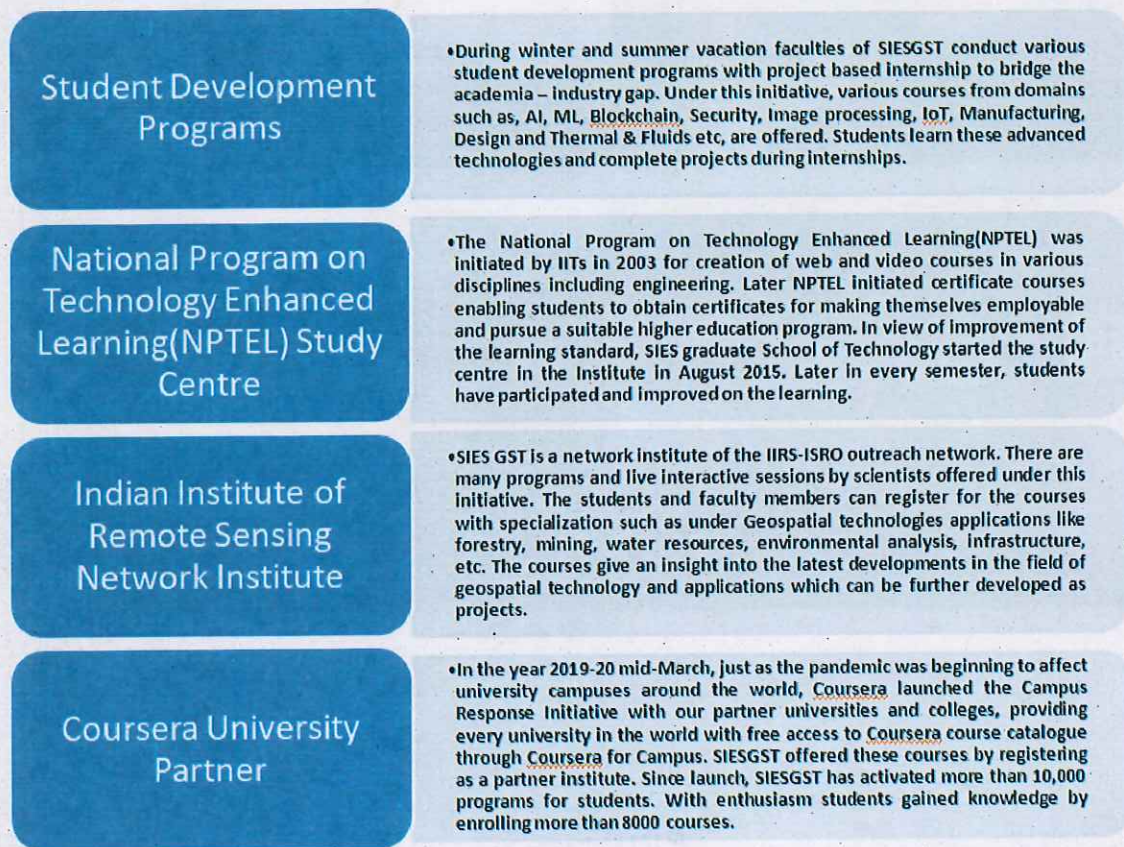 Student Development
Programs
•During winter and summer vacation faculties of SIESGST conduct various
student development programs with project based internship to bridge the
academia – industry gap. Under this initiative, various courses from domains
such as, AI, ML, Blockchain, Security, Image processing, IoT, Manufacturing,
Design and Thermal & Fluids etc, are offered. Students learn these advanced
technologies and complete projects during internships.
National Program on
Technology Enhanced
Learning(NPTEL) Study
Centre
•The National Program on Technology Enhanced Learning(NPTEL) was
initiated by IITs in 2003 for creation of web and video courses in various
disciplines including engineering. Later NPTEL initiated certificate courses
enabling students to obtain certificates for making themselves employable
and pursue a suitable higher education program. In view of improvement of
the learning standard, SIES graduate School of Technology started the study
centre in the Institute in August 2015. Later in every semester, students
have participated and improved on the learning.
Indian Institute of
Remote Sensing
Network Institute
•SIES GST is a network institute of the IIRS-ISRO outreach network. There are
many programs and live interactive sessions by scientists offered under this
initiative. The students and faculty members can register for the courses
with specialization such as under Geospatial technologies applications like
forestry, mining, water resources, environmental analysis, infrastructure,
etc. The courses give an insight into the latest developments in the field of
geospatial technology and applications which can be further developed as
projects.
Coursera University
Partner
•In the year 2019-20 mid-March, just as the pandemic was beginning to affect
university campuses around the world, Coursera launched the Campus
Response Initiative with our partner universities and colleges, providing
every university in the world with free access to Coursera course catalogue
through Coursera for Campus. SIESGST offered these courses by registering
as a partner institute. Since launch, SIESGST has activated more than 10,000
programs for students. With enthusiasm students gained knowledge by
enrolling more than 8000 courses.